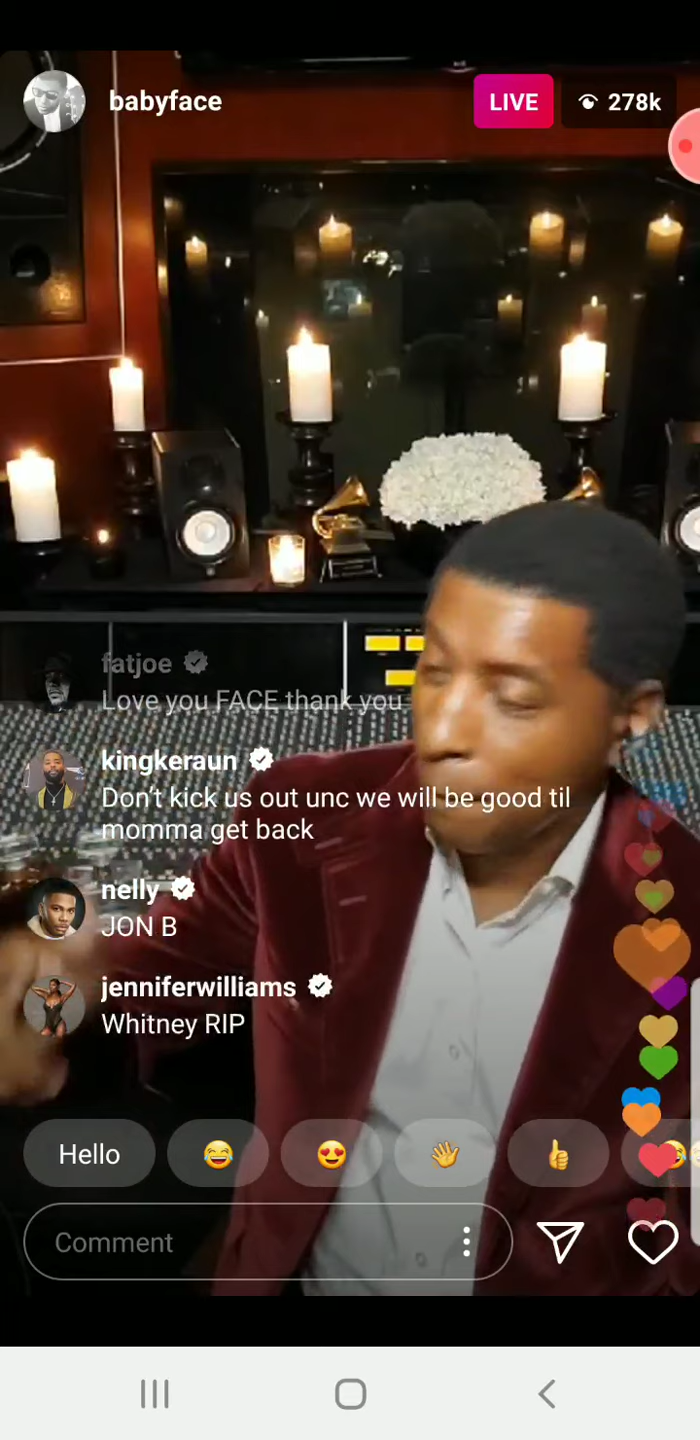 babyface
LIVE
278k
fatjoe
Love you FACE thank you
kingkeraun
Don't kick us out unc we will be good til
momma get back
nelly
JON B
jenniferwilliams
Whitney RIP
Hello
Comment